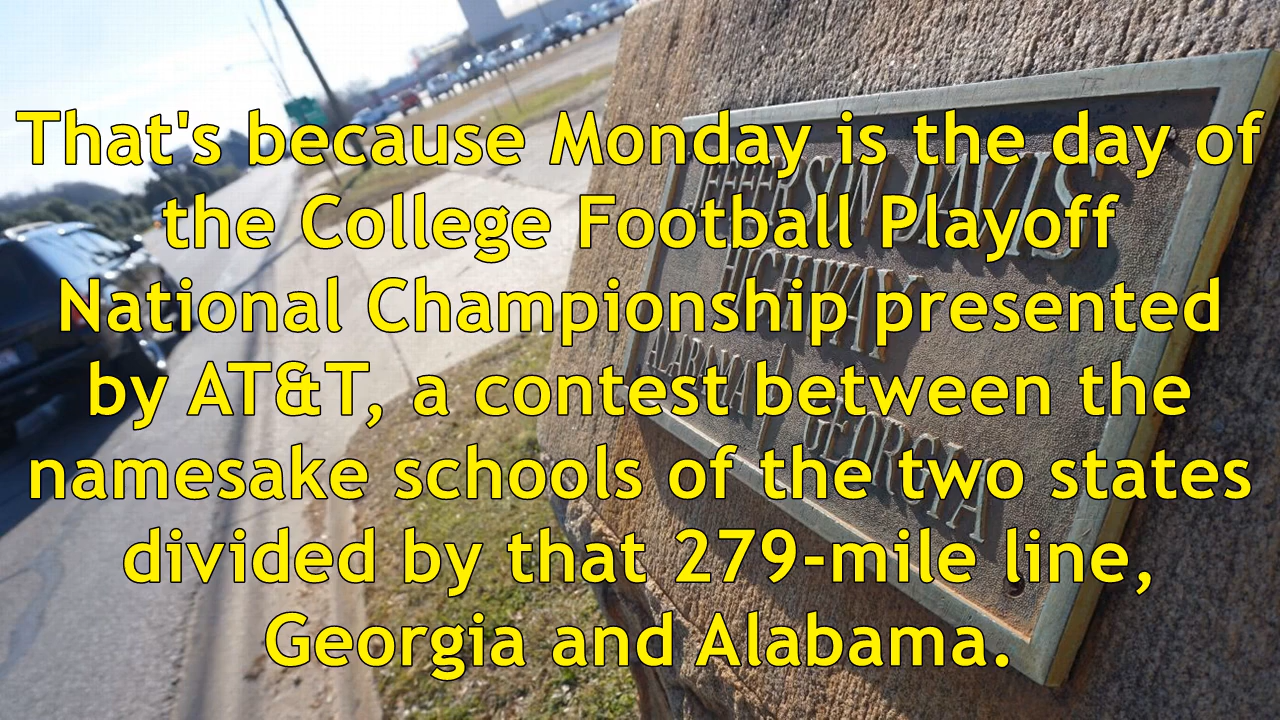 That's because Monday is the day of
the College Football Playoff
National Championship presented
by AT&T, a contest between the
namesake schools of the two states
divided by that 279-mile line,
Georgia and Alabama.
JEFFERSON DAVIS
HIGHWAY
ALABAMA | GEORGIA